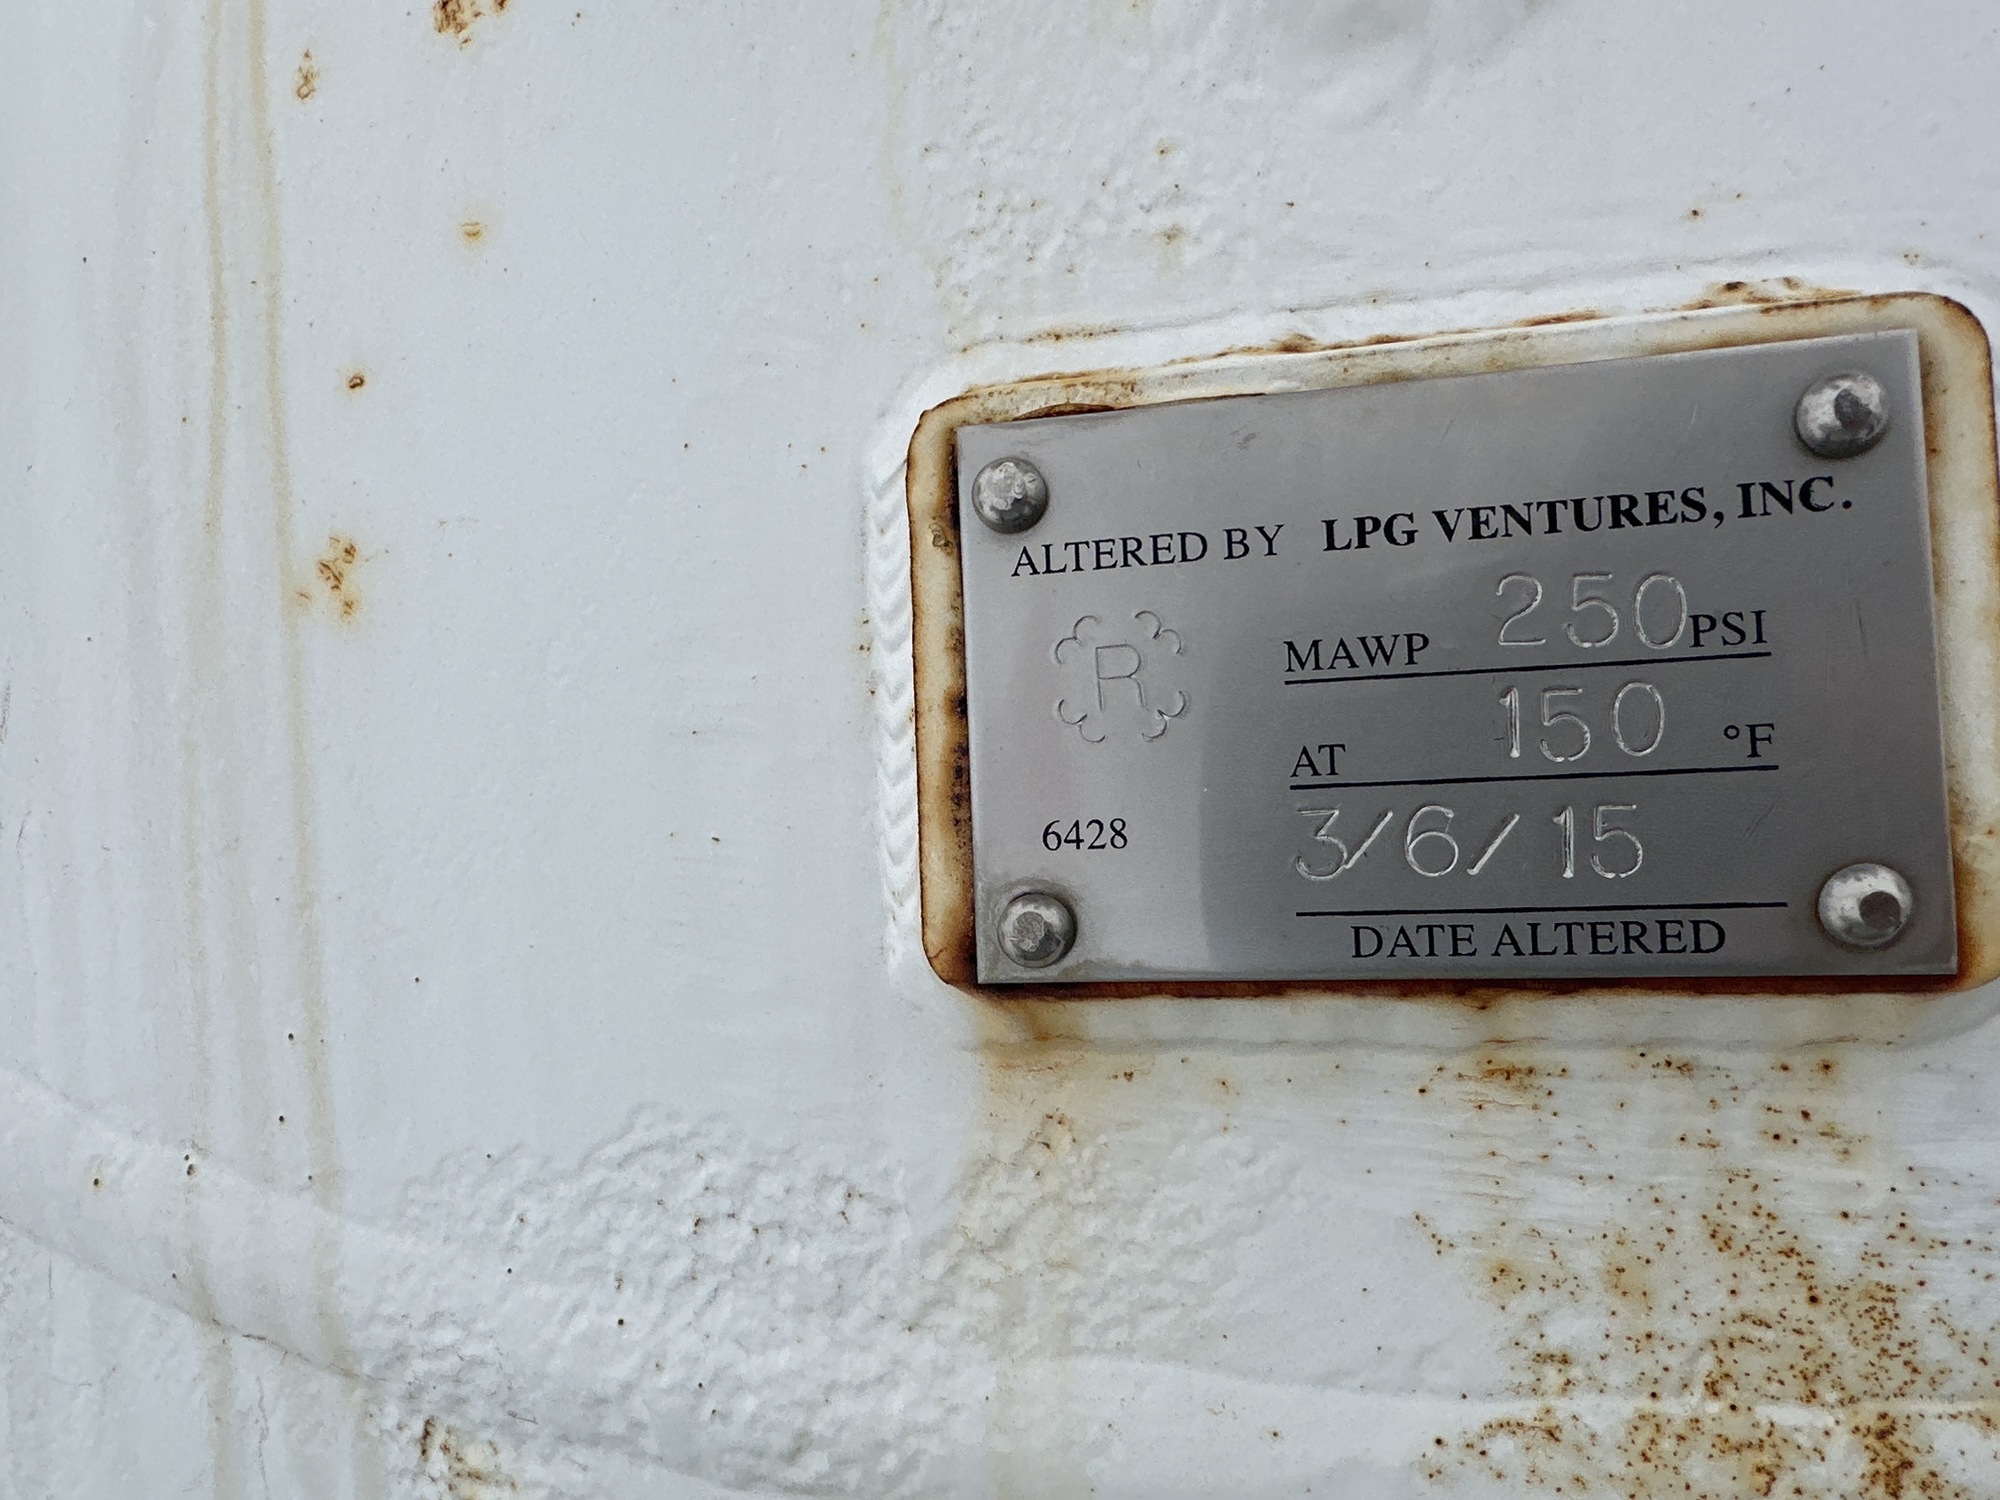 ALTERED BY LPG VENTURES, INC.
R
MAWP 250 PSI
AT 150 °F
6428
3/6/15
DATE ALTERED